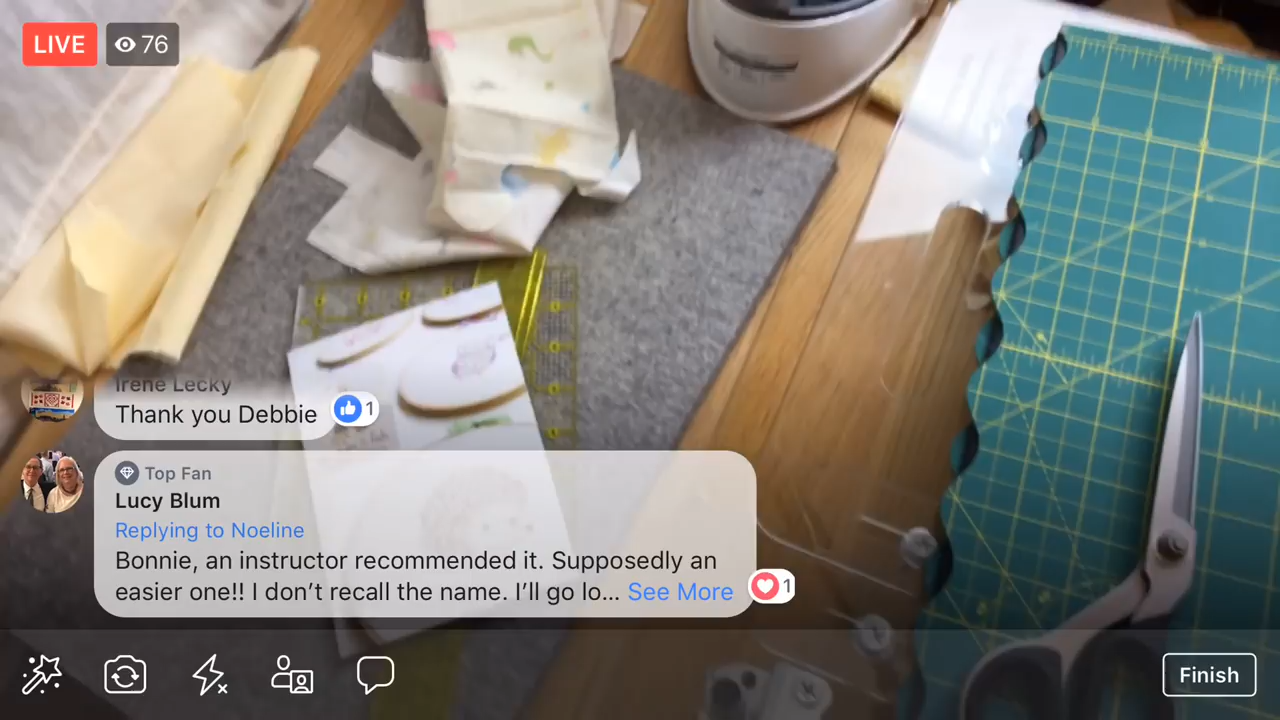 LIVE
76
Irene Lecky
Thank you Debbie
1
Top Fan
Lucy Blum
Replying to Noeline
Bonnie, an instructor recommended it. Supposedly an
easier one!! I don’t recall the name. I’ll go lo... See More
1
Finish